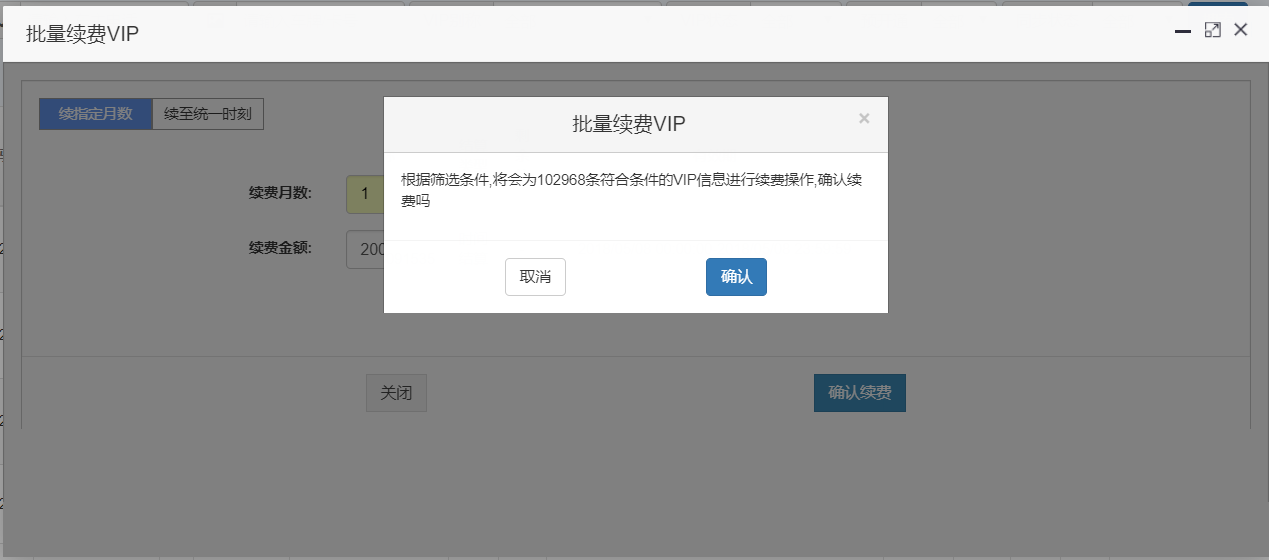 批量续费VIP
续指定月数 续至统一时刻
批量续费VIP
×
根据筛选条件,将会为102968条符合条件的VIP信息进行续费操作,确认续
费吗
续费月数: 1
续费金额: 200
取消 确认
关闭 确认续费